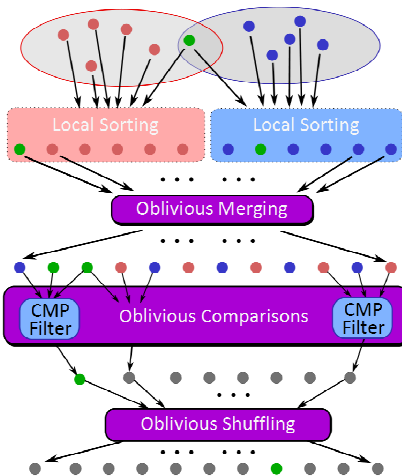 Local Sorting
Local Sorting
Oblivious Merging
CMP
Filter
Oblivious Comparisons
CMP
Filter
Oblivious Shuffling